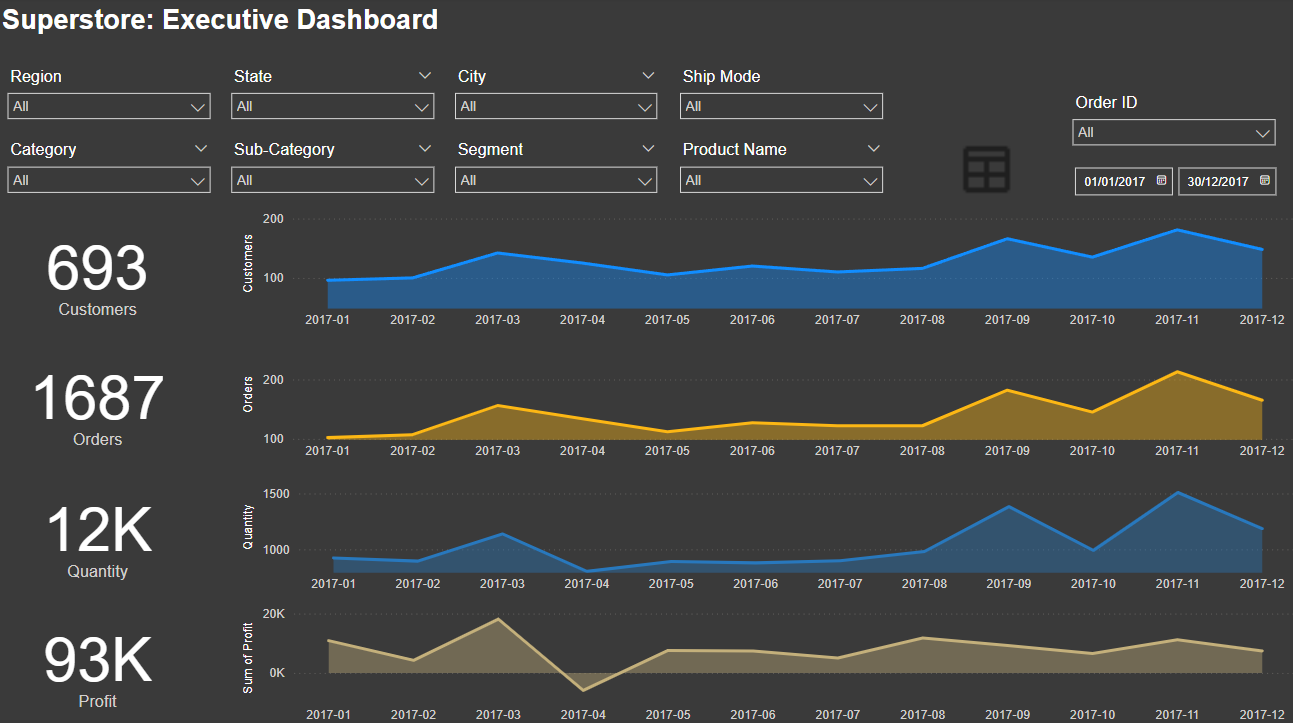 Superstore: Executive Dashboard
Region State City Ship Mode
All All All All
Order ID
All
Category Sub-Category Segment Product Name
All All All All
01/01/2017 30/12/2017
693
Customers
Customers
200
100
2017-01 2017-02 2017-03 2017-04 2017-05 2017-06 2017-07 2017-08 2017-09 2017-10 2017-11 2017-12
1687
Orders
Orders
200
100
2017-01 2017-02 2017-03 2017-04 2017-05 2017-06 2017-07 2017-08 2017-09 2017-10 2017-11 2017-12
12K
Quantity
Quantity
1500
1000
2017-01 2017-02 2017-03 2017-04 2017-05 2017-06 2017-07 2017-08 2017-09 2017-10 2017-11 2017-12
93K
Profit
Sum of Profit
20K
0K
2017-01 2017-02 2017-03 2017-04 2017-05 2017-06 2017-07 2017-08 2017-09 2017-10 2017-11 2017-12